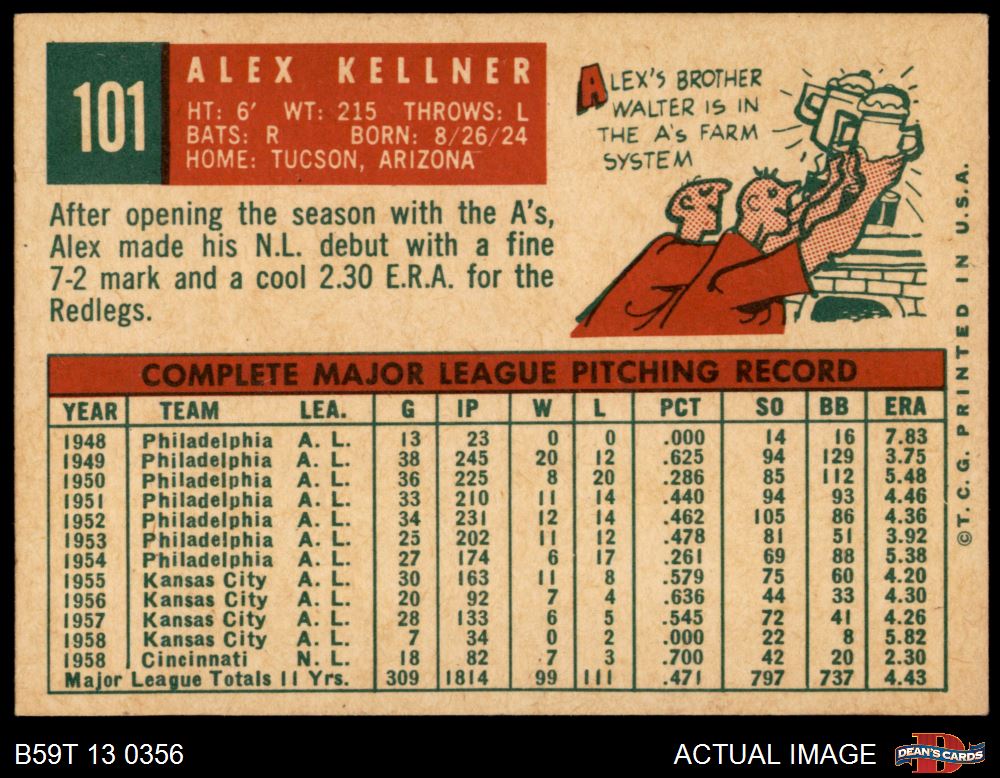 101
ALEX KELLNER
HT: 6' WT: 215 THROWS: L
BATS: R BORN: 8/26/24
HOME: TUCSON, ARIZONA
ALEX'S BROTHER
WALTER IS IN
THE A'S FARM
SYSTEM
After opening the season with the A's,
Alex made his N.L. debut with a fine
7-2 mark and a cool 2.30 E.R.A. for the
Redlegs.
COMPLETE MAJOR LEAGUE PITCHING RECORD
YEAR TEAM LEA. G IP W L PCT SO BB ERA
1948 Philadelphia A. L. 13 23 0 0 .000 14 16 7.83
1949 Philadelphia A. L. 38 245 20 12 .625 94 129 3.75
1950 Philadelphia A. L. 36 225 8 20 .286 85 112 5.48
1951 Philadelphia A. L. 33 210 11 14 .440 94 93 4.46
1952 Philadelphia A. L. 34 231 12 14 .462 105 86 4.36
1953 Philadelphia A. L. 25 202 11 12 .478 81 51 3.92
1954 Philadelphia A. L. 27 174 6 17 .261 69 88 5.38
1955 Kansas City A. L. 30 163 11 8 .579 75 60 4.20
1956 Kansas City A. L. 20 92 7 4 .636 44 33 4.30
1957 Kansas City A. L. 28 133 6 5 .545 72 41 4.26
1958 Kansas City A. L. 7 34 0 2 .000 22 8 5.82
1958 Cincinnati N. L. 18 82 7 3 .700 42 20 2.30
Major League Totals 11 Yrs. 309 1814 99 111 .471 797 737 4.43
©T. C. G. PRINTED IN U.S.A.
B59T 13 0356
ACTUAL IMAGE
D
DEAN'S CARDS